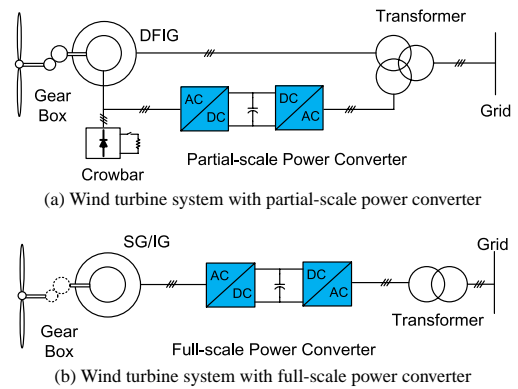 DFIG
Transformer
Gear
Box
AC
DC
DC
AC
Grid
Crowbar
Partial-scale Power Converter
(a) Wind turbine system with partial-scale power converter
SG/IG
Grid
AC
DC
DC
AC
Gear
Box
Transformer
Full-scale Power Converter
(b) Wind turbine system with full-scale power converter